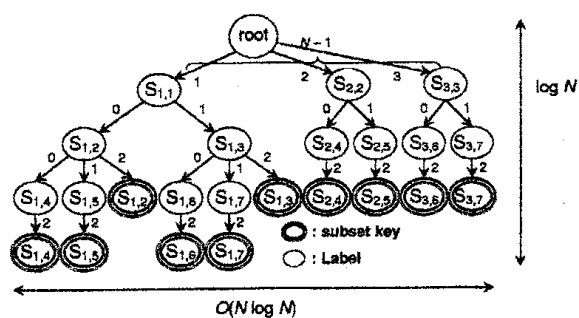 root
N-1
1
2
3
log N
S1,1
S2,2
S3,3
0 1 0 1 0 1
S1,2 S1,3 S2,4 S2,5 S3,6 S3,7
0 1 2 0 1 2 2 2 2 2
S1,4 S1,5 S1,2 S1,6 S1,7 S1,3 S2,4 S2,5 S3,6 S3,7
2 2 2 2
: subset key
S1,4 S1,5 S1,6 S1,7
: Label
O(N log N)